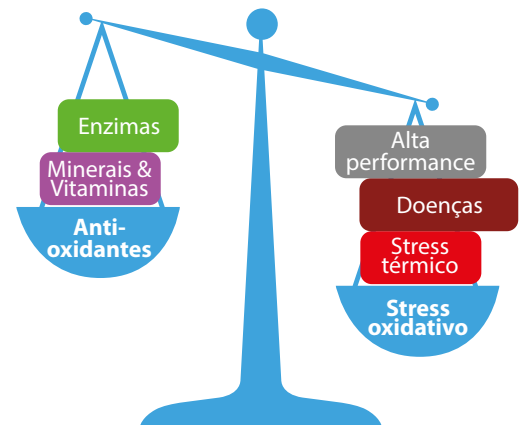 Enzimas
Minerais &
Vitaminas
Anti-
oxidantes
Alta
performance
Doenças
Stress
térmico
Stress
oxidativo